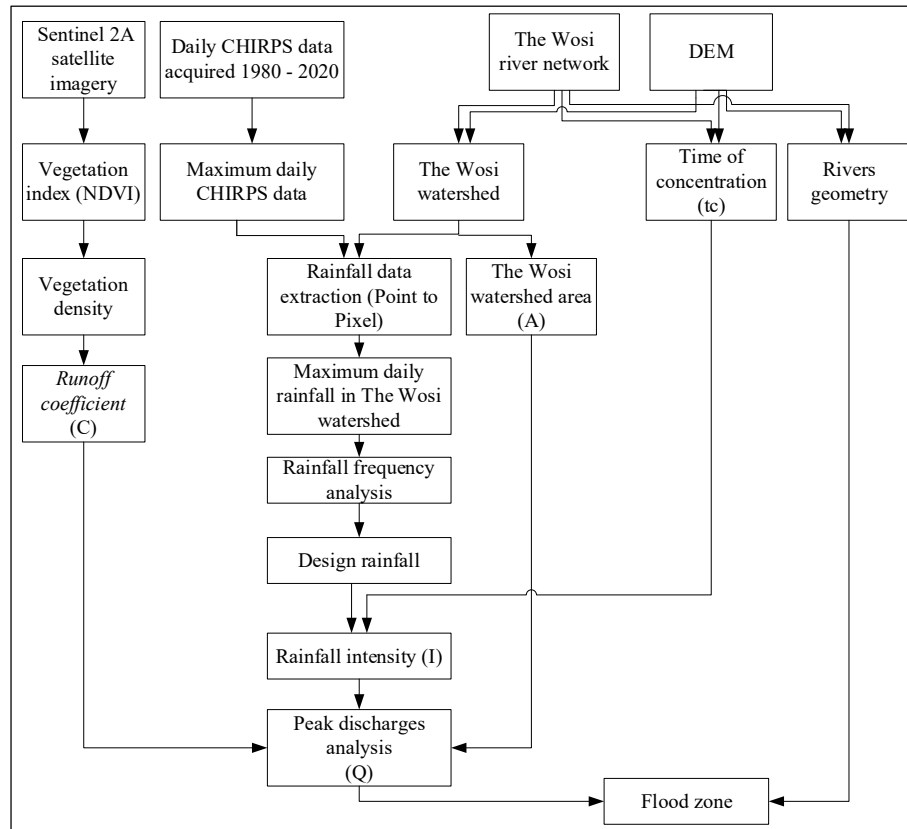 Sentinel 2A
satellite
imagery
Daily CHIRPS data
acquired 1980 - 2020
The Wosi
river network
DEM
Vegetation
index (NDVI)
Maximum daily
CHIRPS data
The Wosi
watershed
Time of
concentration
(tc)
Rivers
geometry
Vegetation
density
Rainfall data
extraction (Point to
Pixel)
The Wosi
watershed area
(A)
Runoff
coefficient
(C)
Maximum daily
rainfall in The Wosi
watershed
Rainfall frequency
analysis
Design rainfall
Rainfall intensity (I)
Peak discharges
analysis
(Q)
Flood zone